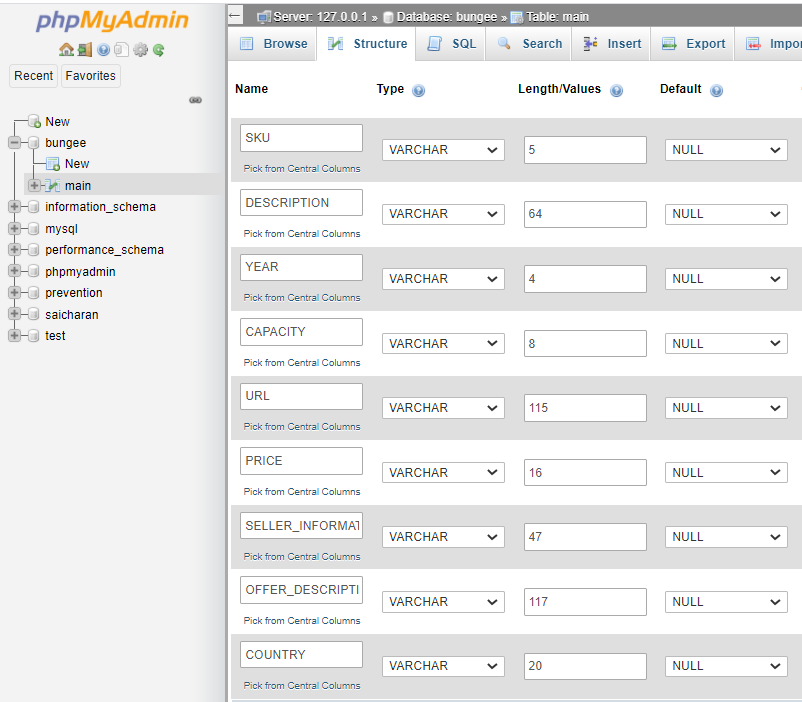 phpMyAdmin
Recent Favorites
New
bungee
New
main
information_schema
mysql
performance_schema
phpmyadmin
prevention
saicharan
test
Server: 127.0.0.1 » Database: bungee » Table: main
Browse Structure SQL Search Insert Export Impor
Name Type Length/Values Default
SKU VARCHAR 5 NULL
Pick from Central Columns
DESCRIPTION VARCHAR 64 NULL
Pick from Central Columns
YEAR VARCHAR 4 NULL
Pick from Central Columns
CAPACITY VARCHAR 8 NULL
Pick from Central Columns
URL VARCHAR 115 NULL
Pick from Central Columns
PRICE VARCHAR 16 NULL
Pick from Central Columns
SELLER_INFORMAT VARCHAR 47 NULL
Pick from Central Columns
OFFER_DESCRIPTI VARCHAR 117 NULL
Pick from Central Columns
COUNTRY VARCHAR 20 NULL
Pick from Central Columns